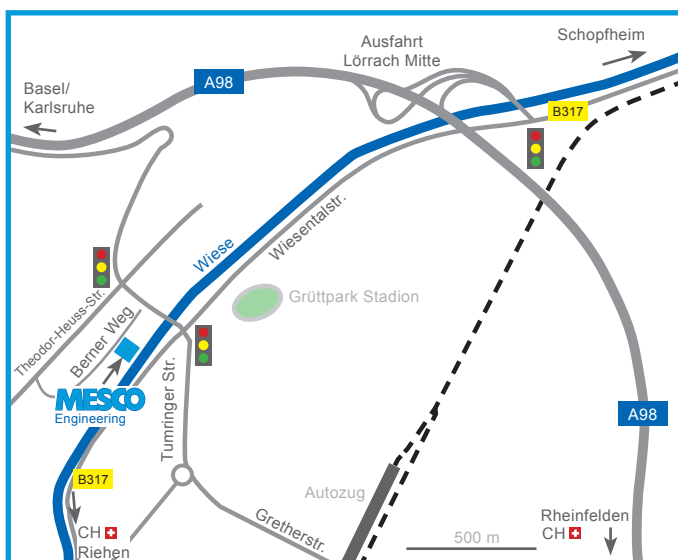 Schopfheim
Ausfahrt
Lörrach Mitte
A98
Basel/
Karlsruhe
B317
Wiesentalstr.
Wiese
Grüttpark Stadion
Theodor-Heuss-Str.
Berner Weg
MESCO
Engineering
Tumringer Str.
A98
B317
Autozug
Gretherstr.
500 m
Rheinfelden
CH
CH
Riehen